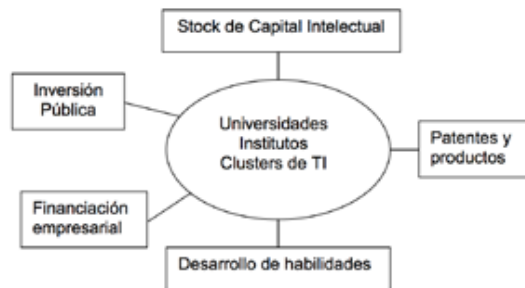 Stock de Capital Intelectual
Inversión
Pública
Universidades
Institutos
Clusters de TI
Patentes y
productos
Financiación
empresarial
Desarrollo de habilidades